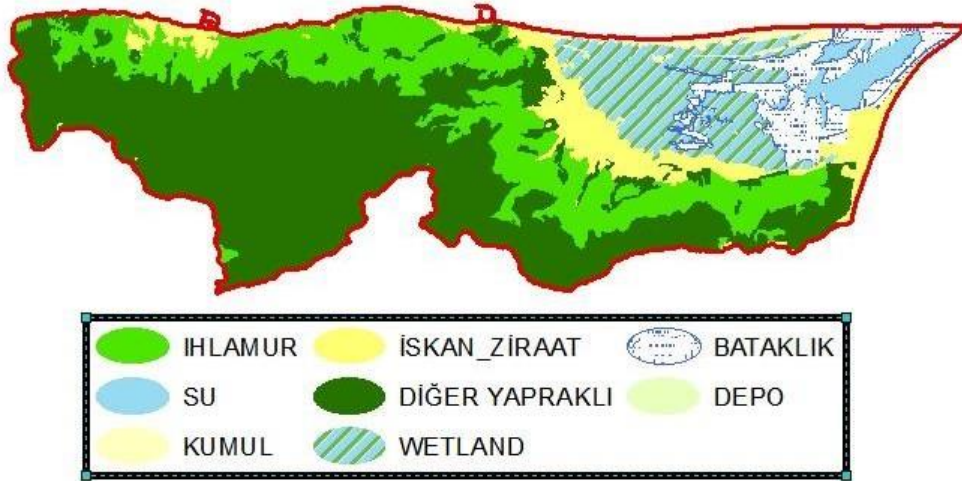 IHLAMUR İSKAN_ZİRAAT BATAKLIK
SU DİĞER YAPRAKLI DEPO
KUMUL WETLAND